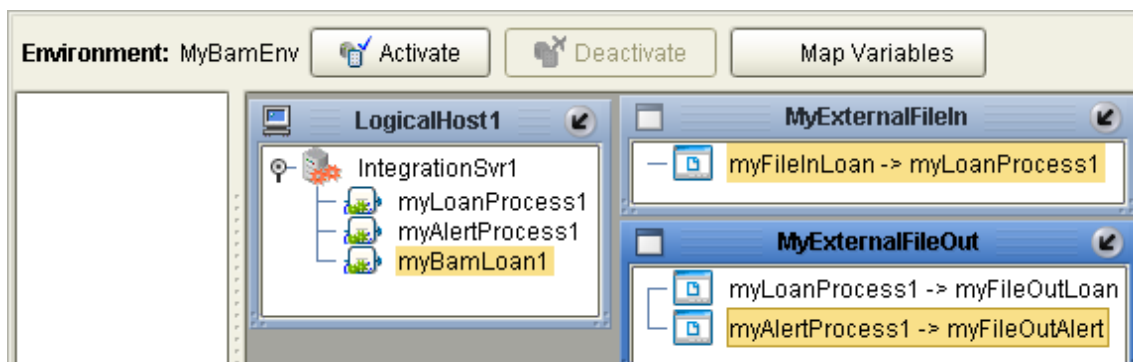 Environment: MyBamEnv Activate Deactivate Map Variables
LogicalHost1
IntegrationSvr1
myLoanProcess1
myAlertProcess1
myBamLoan1
MyExternalFileIn
myFileInLoan -> myLoanProcess1
MyExternalFileOut
myLoanProcess1 -> myFileOutLoan
myAlertProcess1 -> myFileOutAlert